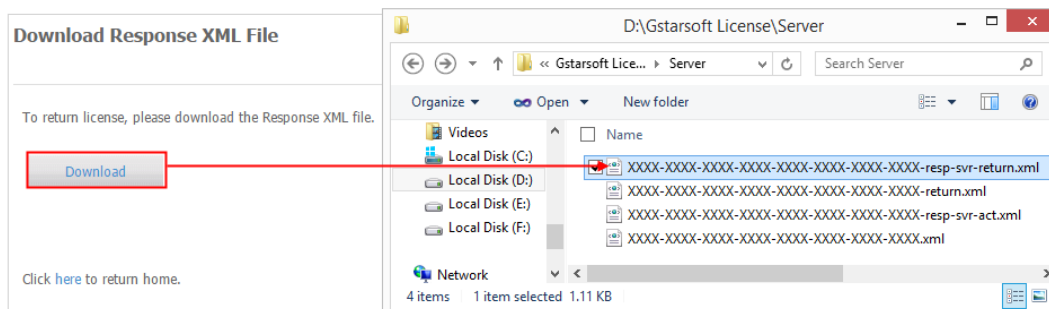 Download Response XML File
To return license, please download the Response XML file.
Download
Click here to return home.
D:\Gstarsoft License\Server
« Gstarsoft Lice... ▸ Server
Search Server
Organize
Open
New folder
Videos
Local Disk (C:)
Local Disk (D:)
Local Disk (E:)
Local Disk (F:)
Network
Name
XXXX-XXXX-XXXX-XXXX-XXXX-XXXX-XXXX-XXXX-resp-svr-return.xml
XXXX-XXXX-XXXX-XXXX-XXXX-XXXX-XXXX-XXXX-return.xml
XXXX-XXXX-XXXX-XXXX-XXXX-XXXX-XXXX-XXXX-resp-svr-act.xml
XXXX-XXXX-XXXX-XXXX-XXXX-XXXX-XXXX-XXXX.xml
4 items 1 item selected 1.11 KB